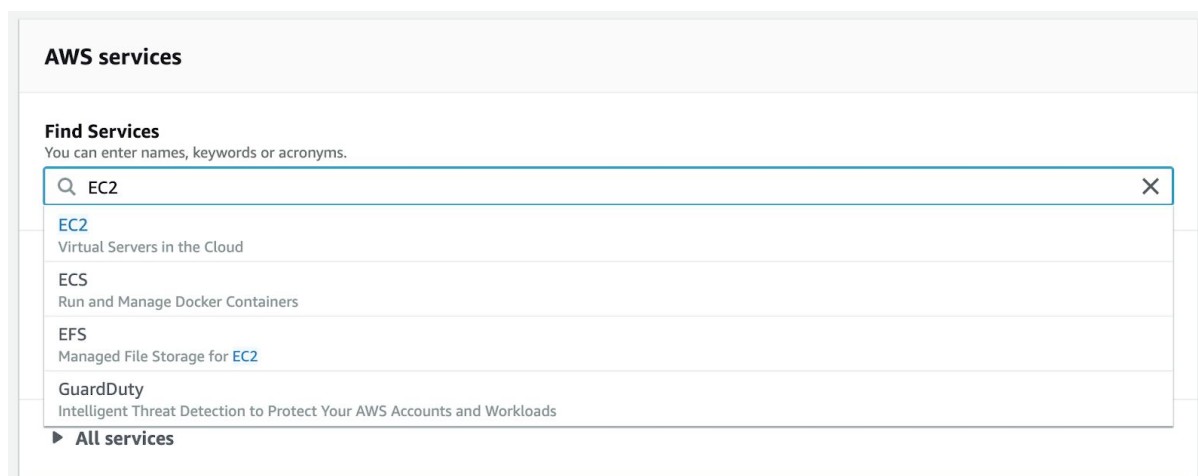 AWS services
Find Services
You can enter names, keywords or acronyms.
EC2
EC2
Virtual Servers in the Cloud
ECS
Run and Manage Docker Containers
EFS
Managed File Storage for EC2
GuardDuty
Intelligent Threat Detection to Protect Your AWS Accounts and Workloads
All services